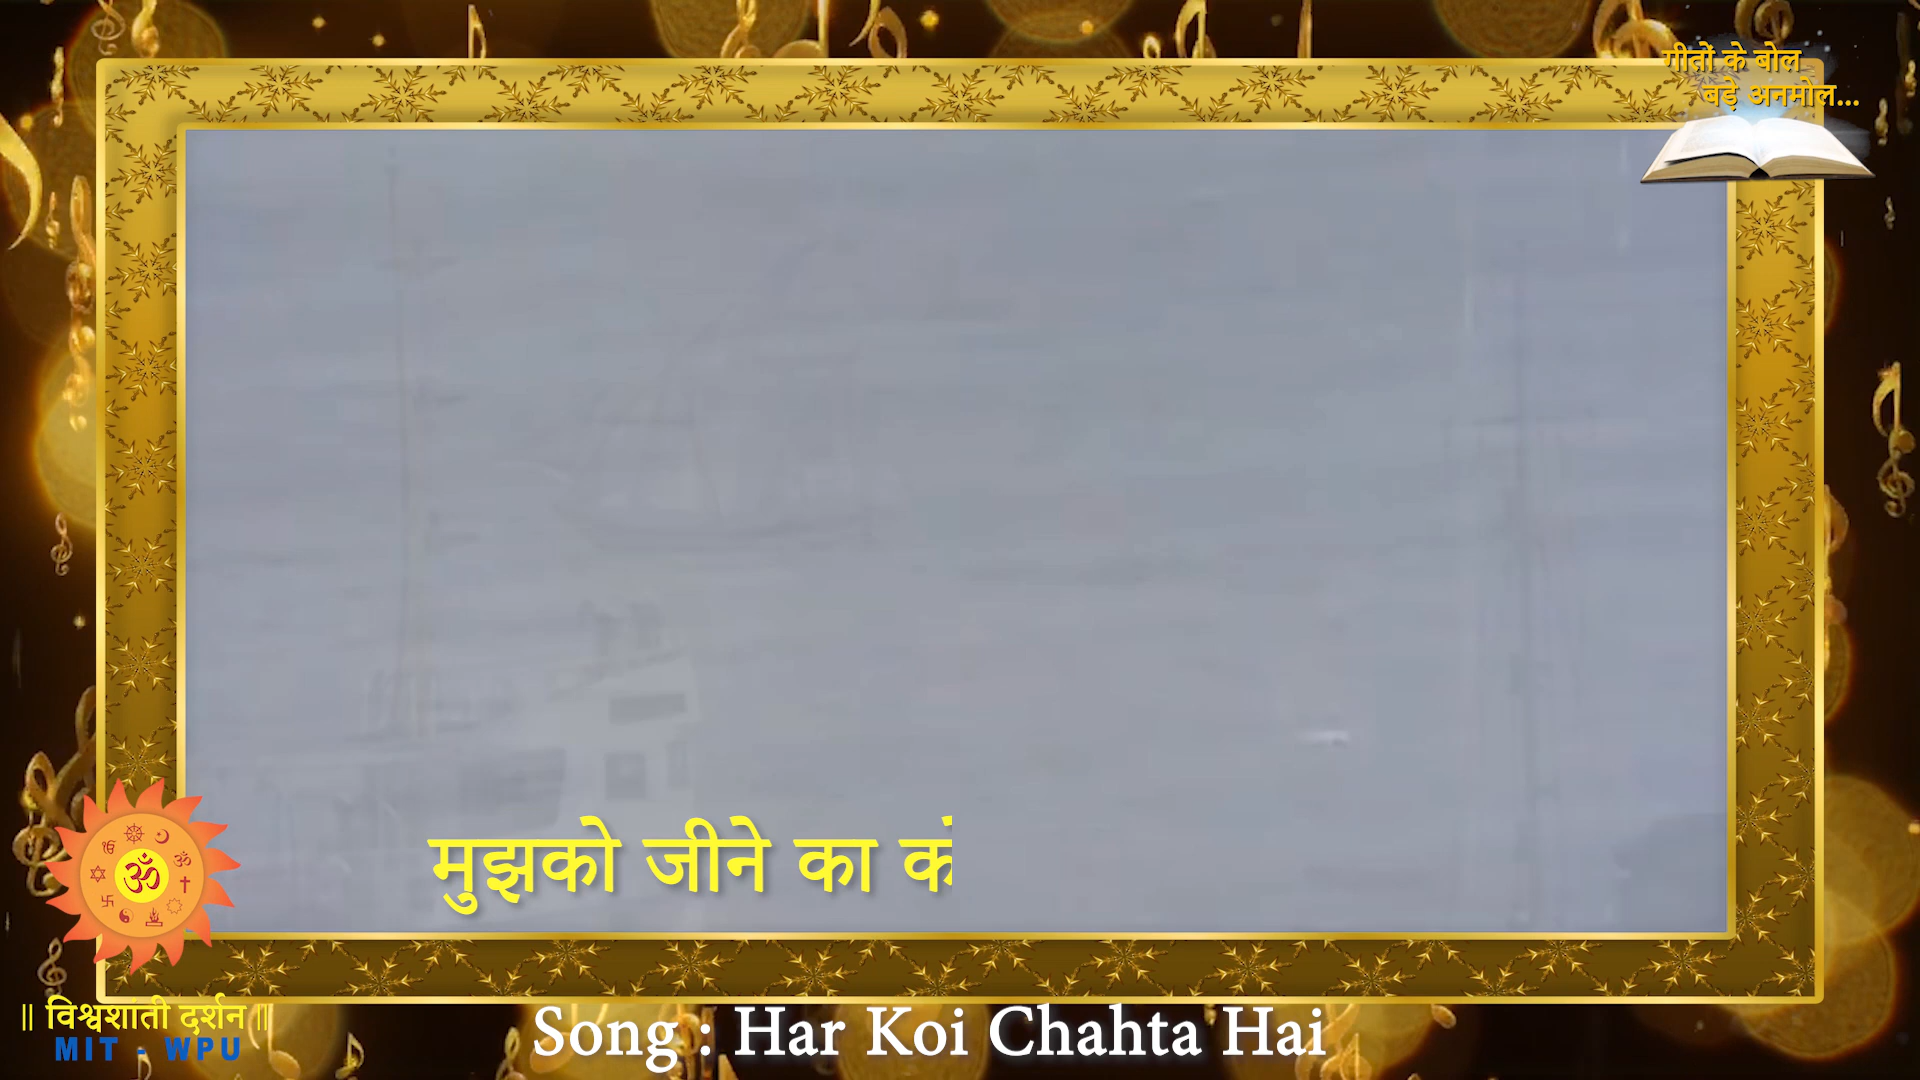 गीतों के बोल
बड़े अनमोल...
मुझको जीने का
ॐ
|| विश्वशांती दर्शन ||
MIT - WPU
Song : Har Koi Chahta Hai